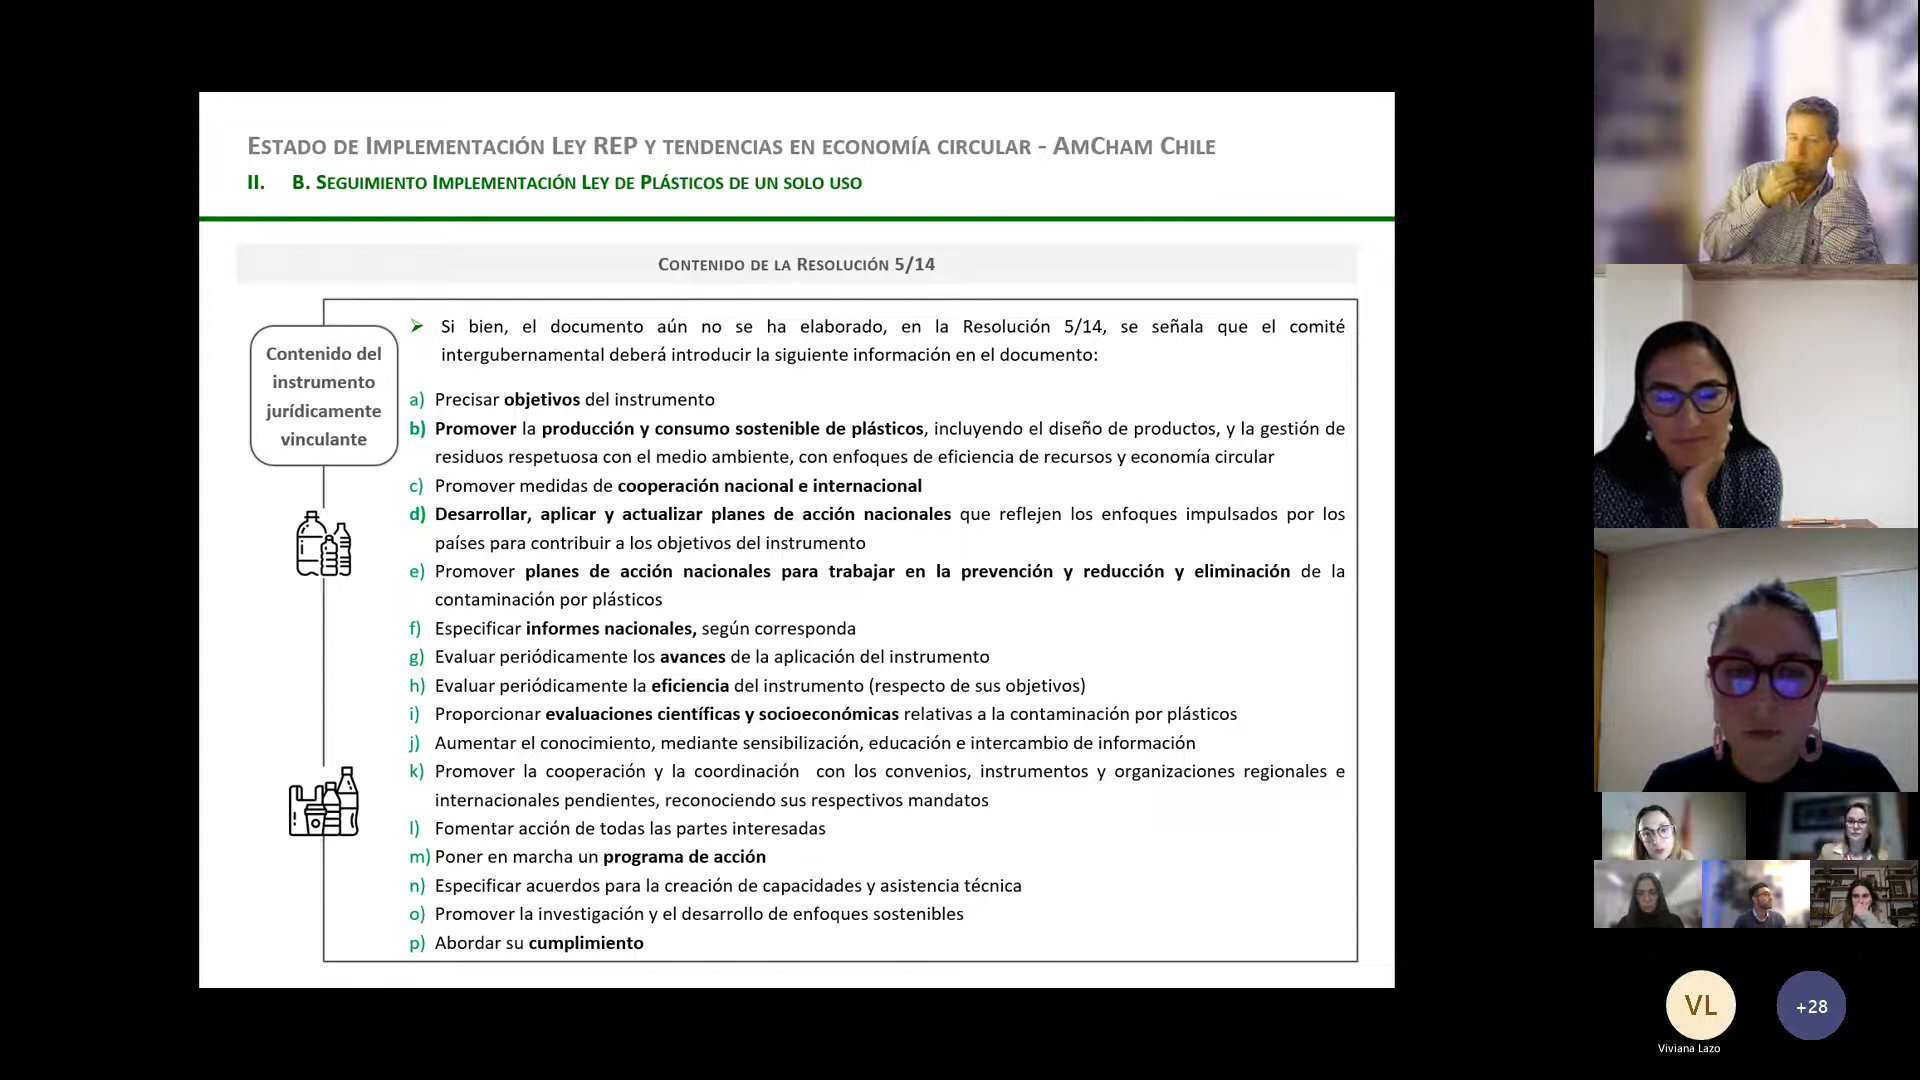 ESTADO DE IMPLEMENTACIÓN LEY REP Y TENDENCIAS EN ECONOMÍA CIRCULAR - AMCHAM CHILE
II. B. SEGUIMIENTO IMPLEMENTACIÓN LEY DE PLÁSTICOS DE UN SOLO USO
CONTENIDO DE LA RESOLUCIÓN 5/14
Contenido del
instrumento
jurídicamente
vinculante
➢ Si bien, el documento aún no se ha elaborado, en la Resolución 5/14, se señala que el comité
intergubernamental deberá introducir la siguiente información en el documento:
a) Precisar objetivos del instrumento
b) Promover la producción y consumo sostenible de plásticos, incluyendo el diseño de productos, y la gestión de
residuos respetuosa con el medio ambiente, con enfoques de eficiencia de recursos y economía circular
c) Promover medidas de cooperación nacional e internacional
d) Desarrollar, aplicar y actualizar planes de acción nacionales que reflejen los enfoques impulsados por los
países para contribuir a los objetivos del instrumento
e) Promover planes de acción nacionales para trabajar en la prevención y reducción y eliminación de la
contaminación por plásticos
f) Especificar informes nacionales, según corresponda
g) Evaluar periódicamente los avances de la aplicación del instrumento
h) Evaluar periódicamente la eficiencia del instrumento (respecto de sus objetivos)
i) Proporcionar evaluaciones científicas y socioeconómicas relativas a la contaminación por plásticos
j) Aumentar el conocimiento, mediante sensibilización, educación e intercambio de información
k) Promover la cooperación y la coordinación con los convenios, instrumentos y organizaciones regionales e
internacionales pendientes, reconociendo sus respectivos mandatos
l) Fomentar acción de todas las partes interesadas
m) Poner en marcha un programa de acción
n) Especificar acuerdos para la creación de capacidades y asistencia técnica
o) Promover la investigación y el desarrollo de enfoques sostenibles
p) Abordar su cumplimiento
VL
+28
Viviana Lazo